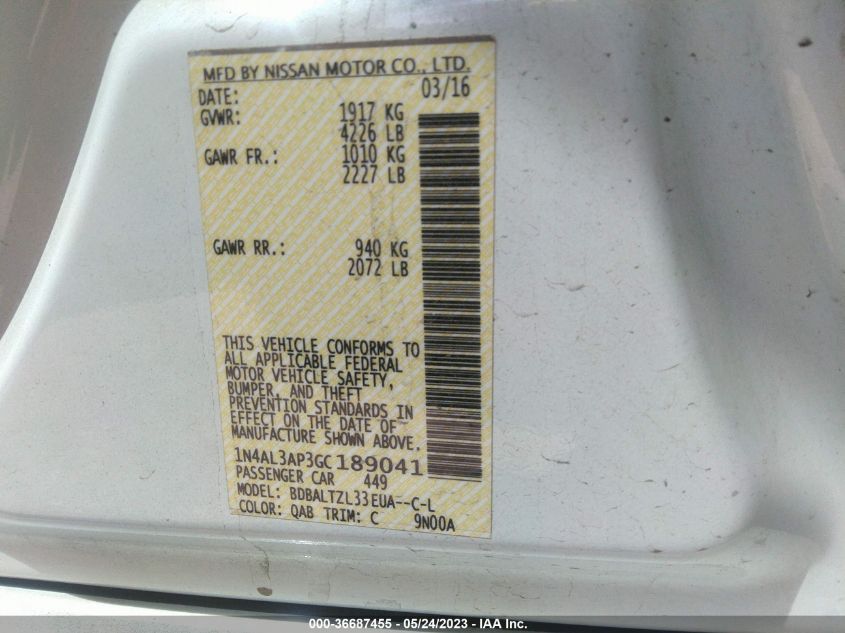 MFD BY NISSAN MOTOR CO., LTD.
DATE: 03/16
GVWR: 1917 KG
4226 LB
GAWR FR.: 1010 KG
2227 LB
GAWR RR.: 940 KG
2072 LB
THIS VEHICLE CONFORMS TO
ALL APPLICABLE FEDERAL
MOTOR VEHICLE SAFETY,
BUMPER, AND THEFT
PREVENTION STANDARDS IN
EFFECT ON THE DATE OF
MANUFACTURE SHOWN ABOVE.
1N4AL3AP3GC189041
PASSENGER CAR 449
MODEL: BDBALTZL33EUA--C-L
COLOR: QAB TRIM: C 9N00A
000-36687455 - 05/24/2023 - IAA Inc.